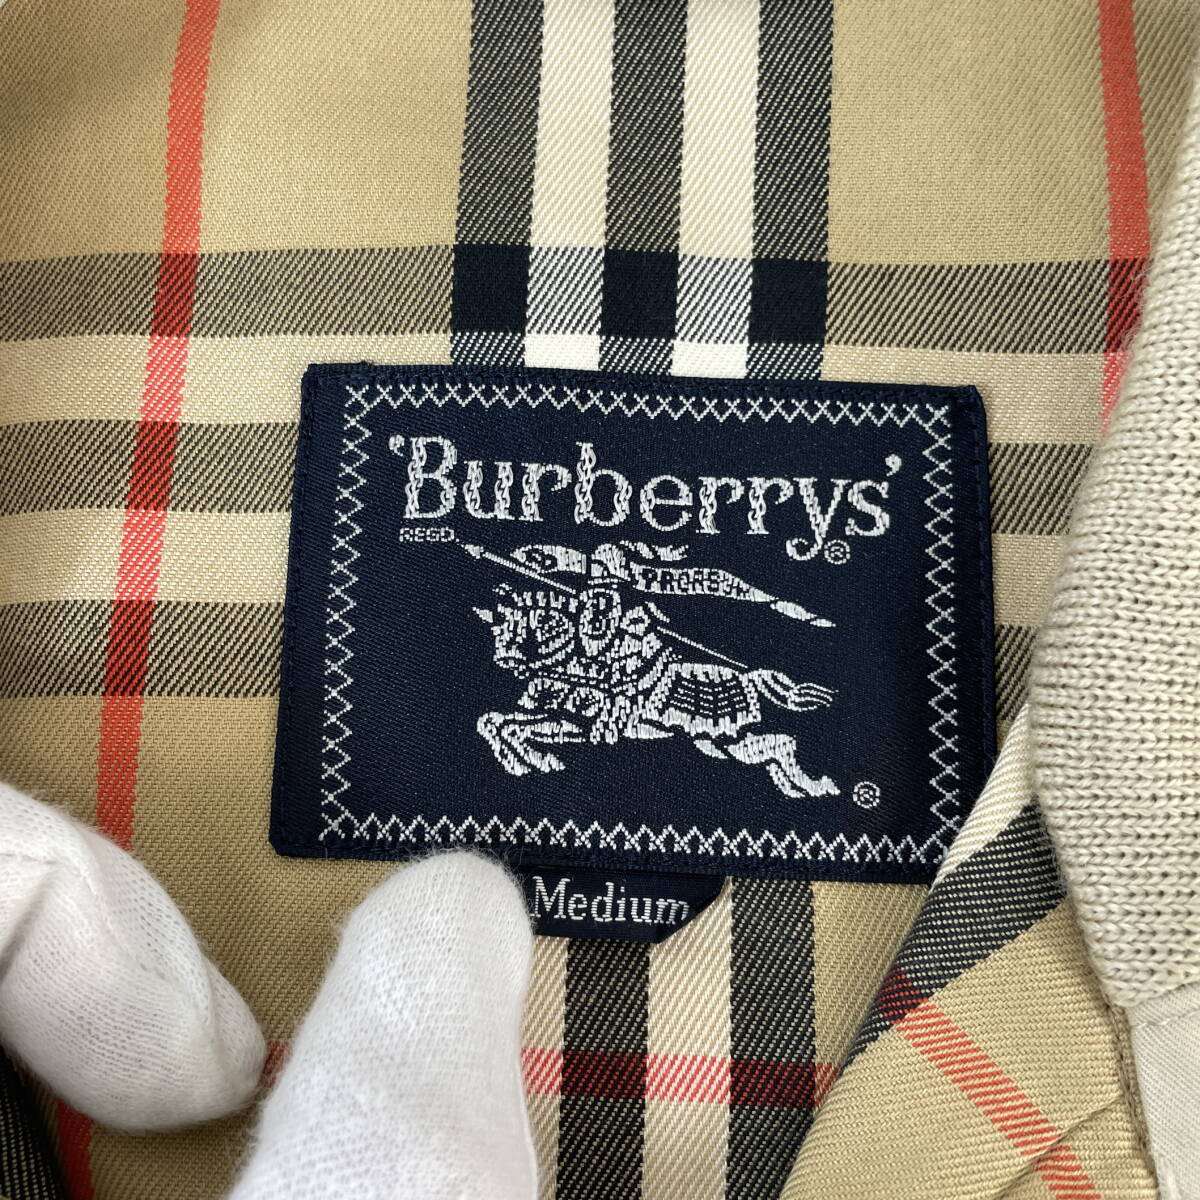 'Burberrys'
REGD.
®
PRORSUM
®
Medium